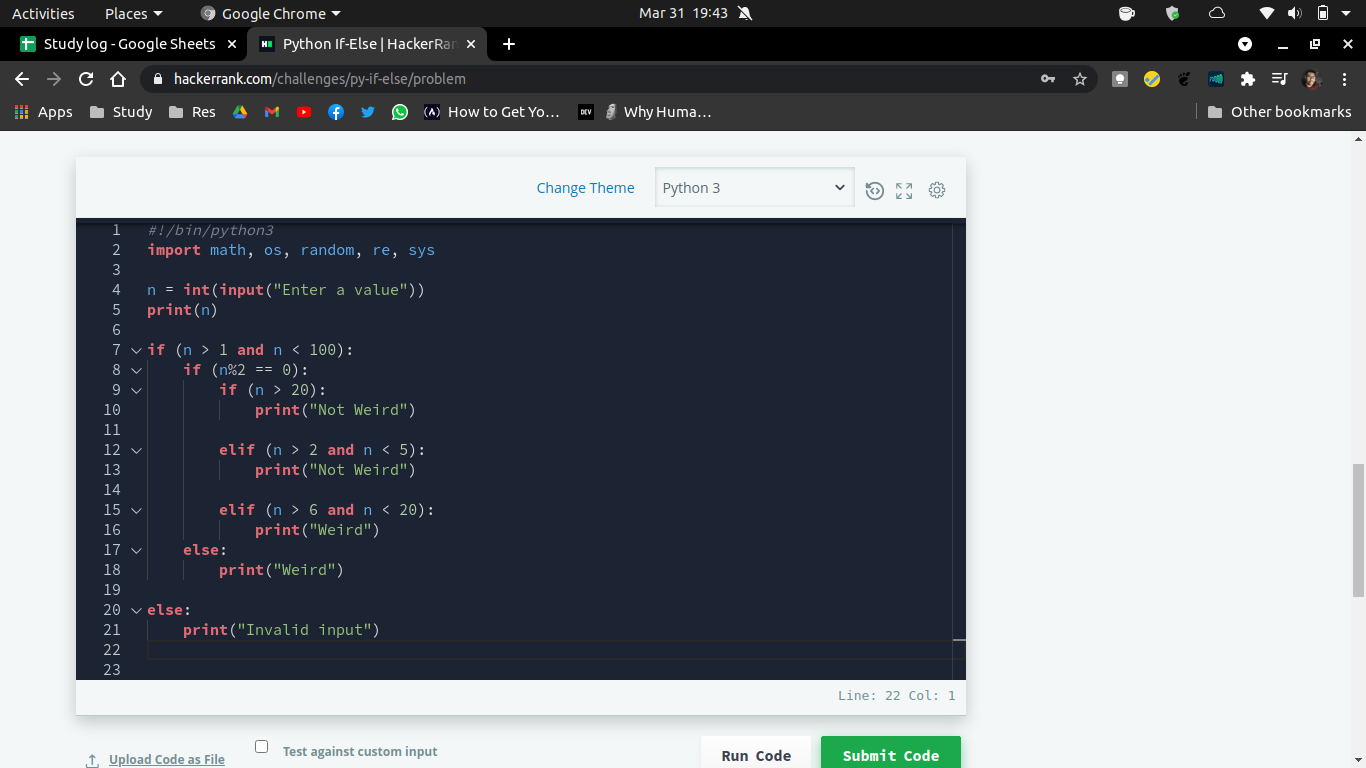 Activities Places Google Chrome Mar 31 19:43
Study log - Google Sheets Python If-Else | HackerRan
hackerrank.com/challenges/py-if-else/problem
Apps Study Res How to Get Yo... DEV Why Huma... Other bookmarks
Change Theme Python 3
1 #!/bin/python3
2 import math, os, random, re, sys
3
4 n = int(input("Enter a value"))
5 print(n)
6
7 if (n > 1 and n < 100):
8 if (n%2 == 0):
9 if (n > 20):
10 print("Not Weird")
11
12 elif (n > 2 and n < 5):
13 print("Not Weird")
14
15 elif (n > 6 and n < 20):
16 print("Weird")
17 else:
18 print("Weird")
19
20 else:
21 print("Invalid input")
22
23
Line: 22 Col: 1
Upload Code as File Test against custom input Run Code Submit Code